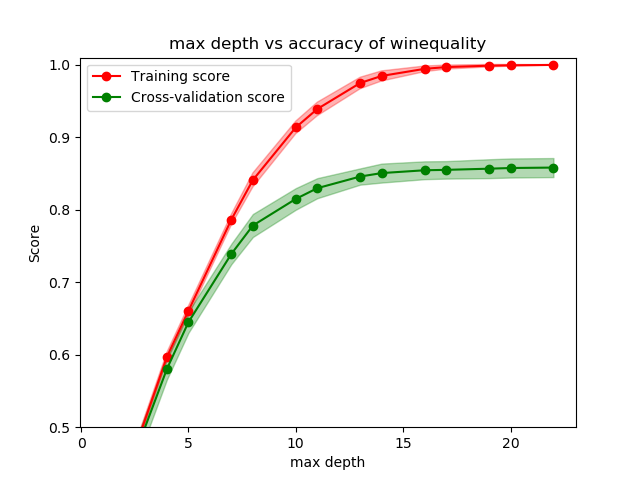 max depth vs accuracy of winequality
Training score
Cross-validation score
Score
1.0
0.9
0.8
0.7
0.6
0.5
0
5
10
15
20
max depth